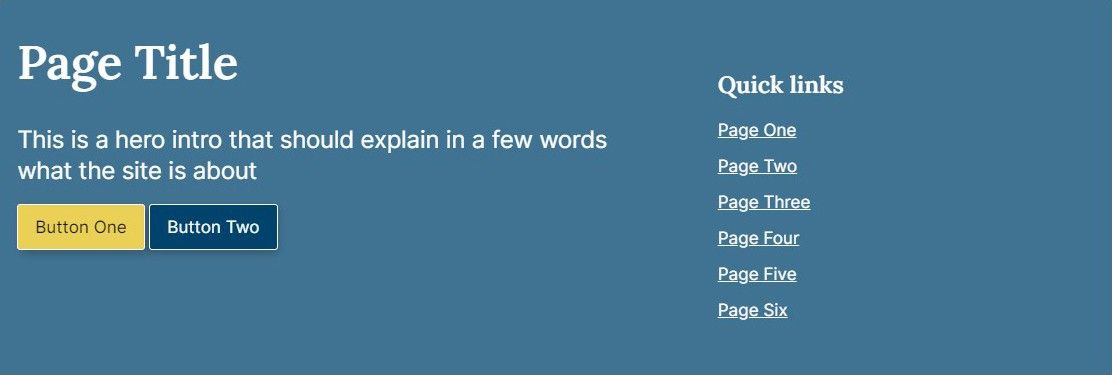 Page Title
This is a hero intro that should explain in a few words
what the site is about
Button One
Button Two
Quick links
Page One
Page Two
Page Three
Page Four
Page Five
Page Six